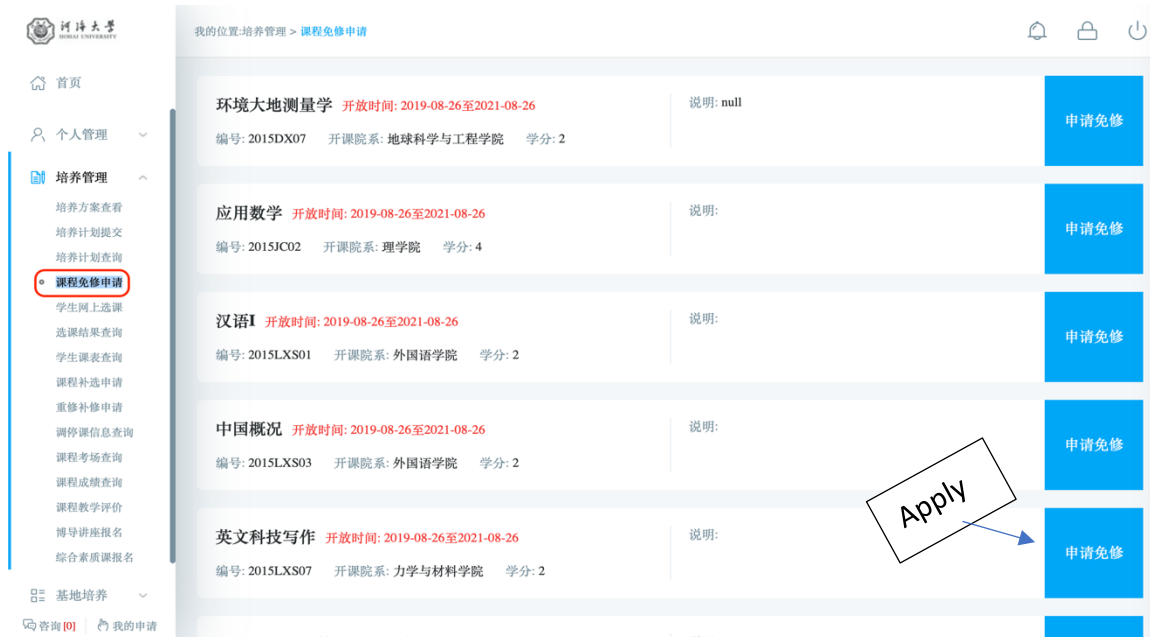 河海大學
HOHAI UNIVERSITY
我的位置:培养管理 > 课程免修申请
首页
个人管理
培养管理
培养方案查看
培养计划提交
培养计划查询
课程免修申请
学生网上选课
选课结果查询
学生课表查询
课程补选申请
重修补修申请
调停课信息查询
课程考场查询
课程成绩查询
课程教学评价
博导讲座报名
综合素质课报名
基地培养
咨询[0] 我的申请
环境大地测量学 开放时间: 2019-08-26至2021-08-26
编号: 2015DX07 开课院系: 地球科学与工程学院 学分: 2
说明: null
申请免修
应用数学 开放时间: 2019-08-26至2021-08-26
编号: 2015JC02 开课院系: 理学院 学分: 4
说明:
申请免修
汉语I 开放时间: 2019-08-26至2021-08-26
编号: 2015LXS01 开课院系: 外国语学院 学分: 2
说明:
申请免修
中国概况 开放时间: 2019-08-26至2021-08-26
编号: 2015LXS03 开课院系: 外国语学院 学分: 2
说明:
申请免修
Apply
英文科技写作 开放时间: 2019-08-26至2021-08-26
编号: 2015LXS07 开课院系: 力学与材料学院 学分: 2
说明:
申请免修